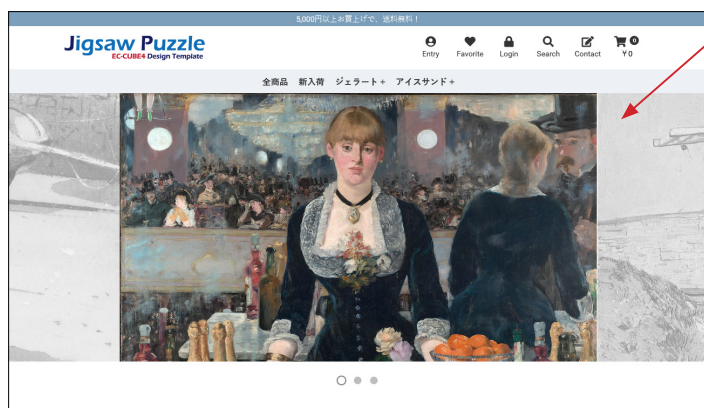 5,000円以上お買上げで、送料無料！
Jigsaw Puzzle
EC-CUBE4 Design Template
Entry Favorite Login Search Contact 0 ￥0
全商品 新入荷 ジェラート+ アイスサンド+